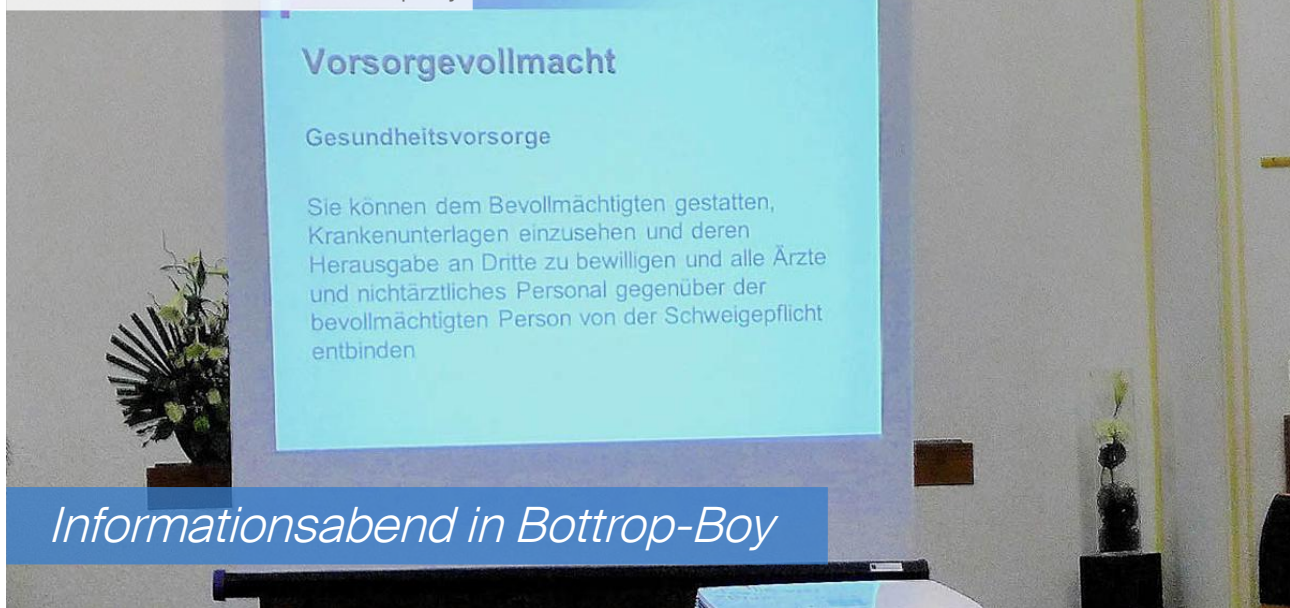 Vorsorgevollmacht
Gesundheitsvorsorge
Sie können dem Bevollmächtigten gestatten,
Krankenunterlagen einzusehen und deren
Herausgabe an Dritte zu bewilligen und alle Ärzte
und nichtärztliches Personal gegenüber der
bevollmächtigten Person von der Schweigepflicht
entbinden
Informationsabend in Bottrop-Boy